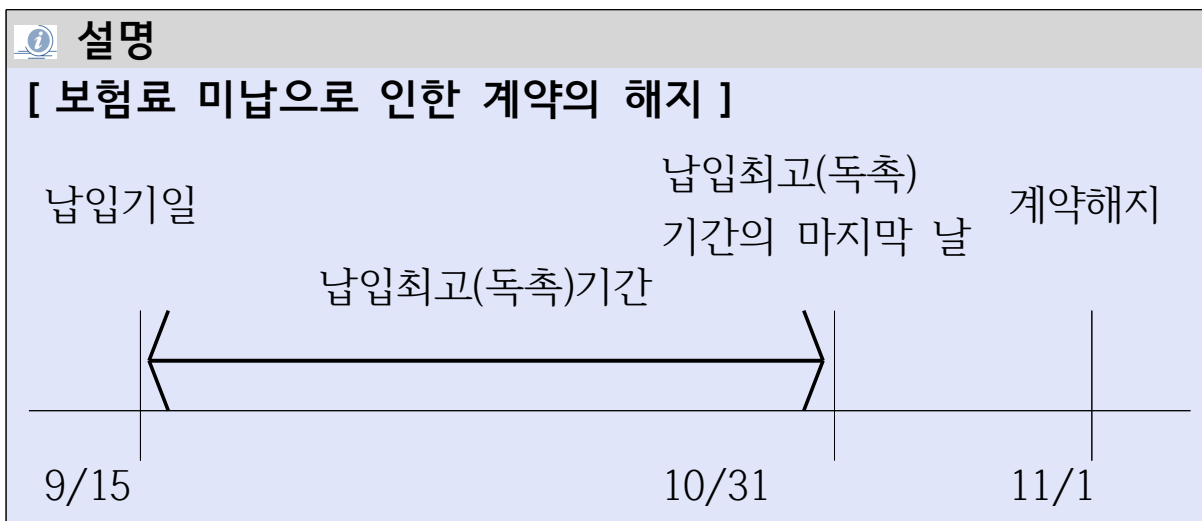 설명
[ 보험료 미납으로 인한 계약의 해지 ]
납입기일
납입최고(독촉)
기간의 마지막 날
계약해지
납입최고(독촉)기간
9/15
10/31
11/1